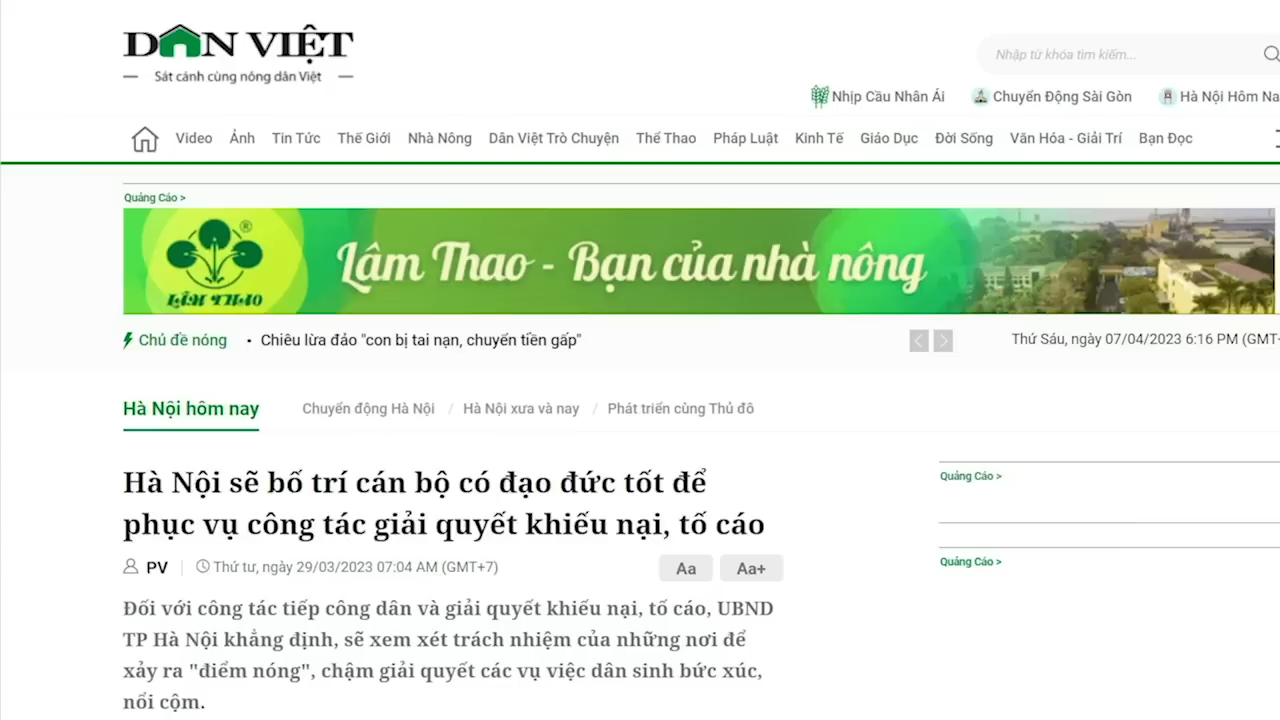 DÂN VIỆT
Sát cánh cùng nông dân Việt
Nhập từ khóa tìm kiếm...
Nhịp Cầu Nhân Ái Chuyển Động Sài Gòn Hà Nội Hôm Na
Video Ảnh Tin Tức Thế Giới Nhà Nông Dân Việt Trò Chuyện Thể Thao Pháp Luật Kinh Tế Giáo Dục Đời Sống Văn Hóa - Giải Trí Bạn Đọc
Quảng Cáo >
LÂM THAO
Lâm Thao - Bạn của nhà nông
Chủ đề nóng • Chiêu lừa đảo "con bị tai nạn, chuyển tiền gấp" Thứ Sáu, ngày 07/04/2023 6:16 PM (GMT+
Hà Nội hôm nay Chuyển động Hà Nội / Hà Nội xưa và nay / Phát triển cùng Thủ đô
Hà Nội sẽ bố trí cán bộ có đạo đức tốt để
phục vụ công tác giải quyết khiếu nại, tố cáo
PV Thứ tư, ngày 29/03/2023 07:04 AM (GMT+7) Aa Aa+
Đối với công tác tiếp công dân và giải quyết khiếu nại, tố cáo, UBND
TP Hà Nội khẳng định, sẽ xem xét trách nhiệm của những nơi để
xảy ra "điểm nóng", chậm giải quyết các vụ việc dân sinh bức xúc,
nổi cộm.
Quảng Cáo >
Quảng Cáo >